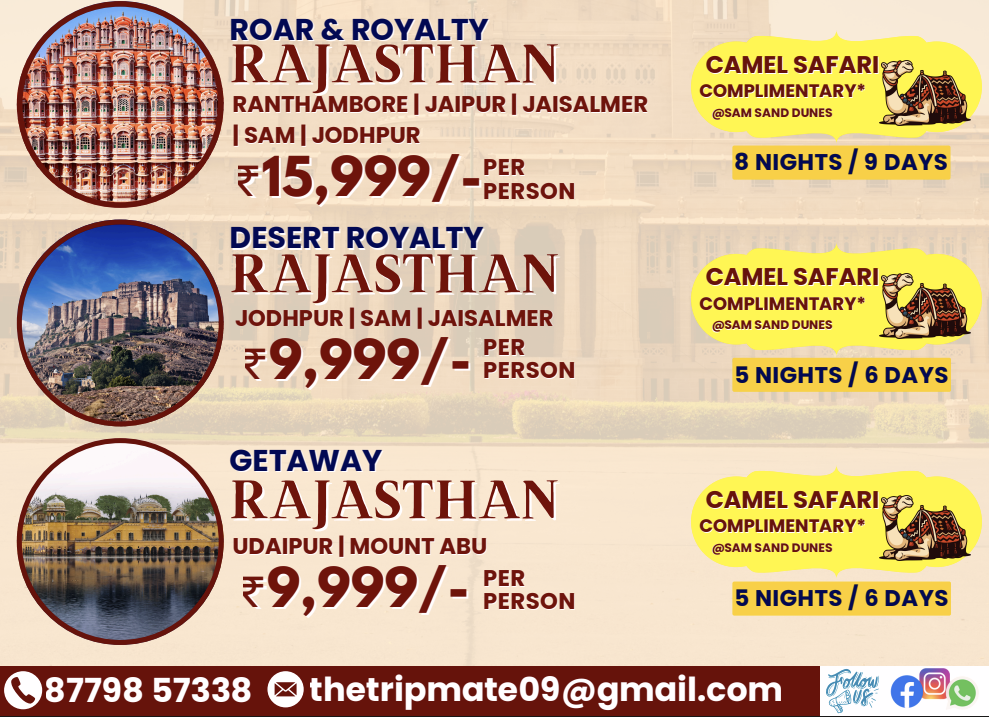 ROAR & ROYALTY
RAJASTHAN
RANTHAMBORE | JAIPUR | JAISALMER
| SAM | JODHPUR
₹15,999/- PER PERSON
CAMEL SAFARI
COMPLIMENTARY*
@SAM SAND DUNES
8 NIGHTS / 9 DAYS
DESERT ROYALTY
RAJASTHAN
JODHPUR | SAM | JAISALMER
₹9,999/- PER PERSON
CAMEL SAFARI
COMPLIMENTARY*
@SAM SAND DUNES
5 NIGHTS / 6 DAYS
GETAWAY
RAJASTHAN
UDAIPUR | MOUNT ABU
₹9,999/- PER PERSON
CAMEL SAFARI
COMPLIMENTARY*
@SAM SAND DUNES
5 NIGHTS / 6 DAYS
87798 57338 thetripmate09@gmail.com
Follow
US